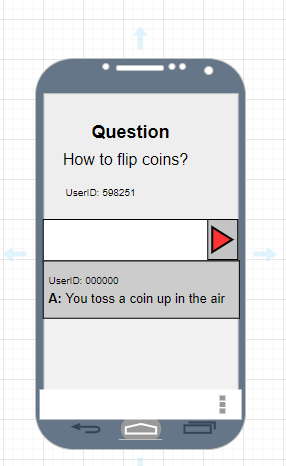 Question
How to flip coins?
UserID: 598251
UserID: 000000
A: You toss a coin up in the air